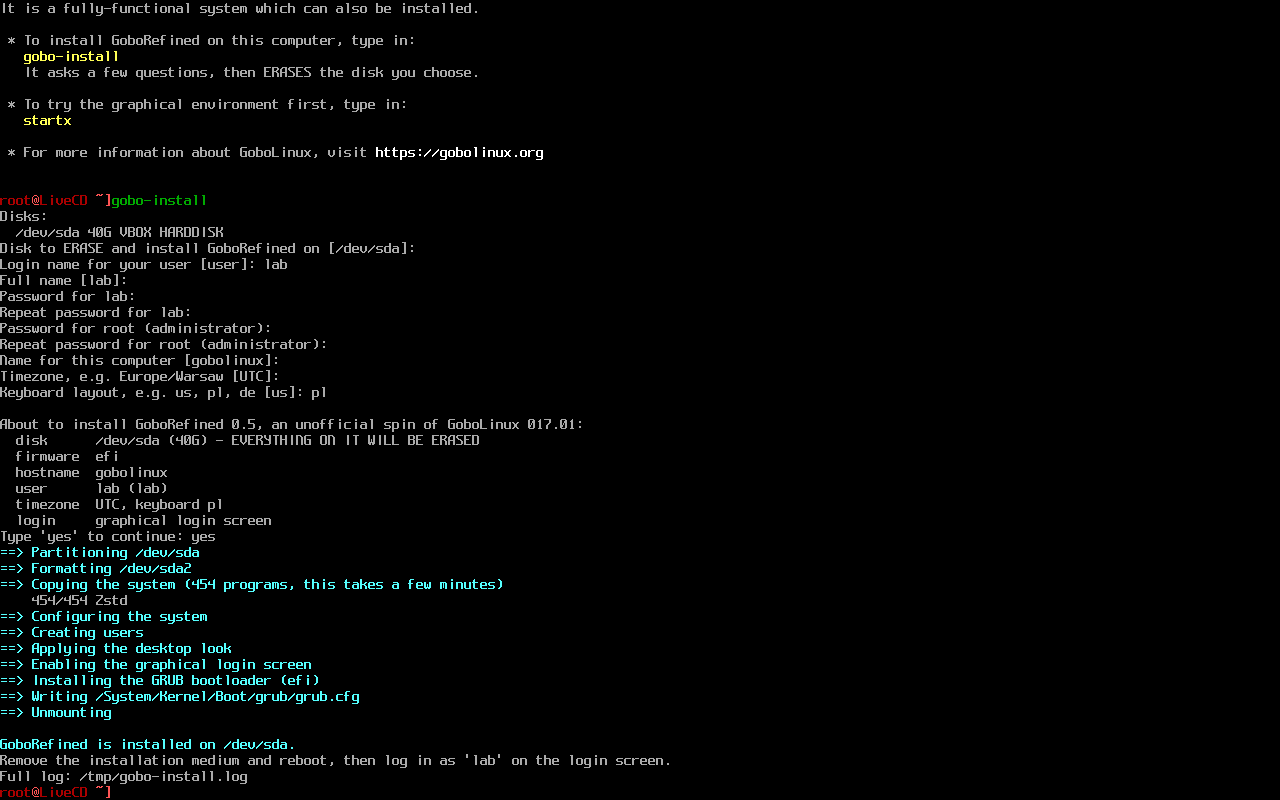 It is a fully-functional system which can also be installed.
* To install GoboRefined on this computer, type in:
gobo-install
It asks a few questions, then ERASES the disk you choose.
* To try the graphical environment first, type in:
startx
* For more information about GoboLinux, visit https://gobolinux.org
root@LiveCD ~]gobo-install
Disks:
/dev/sda 40G VBOX HARDDISK
Disk to ERASE and install GoboRefined on [/dev/sda]:
Login name for your user [user]: lab
Full name [lab]:
Password for lab:
Repeat password for lab:
Password for root (administrator):
Repeat password for root (administrator):
Name for this computer [gobolinux]:
Timezone, e.g. Europe/Warsaw [UTC]:
Keyboard layout, e.g. us, pl, de [us]: pl
About to install GoboRefined 0.5, an unofficial spin of GoboLinux 017.01:
disk      /dev/sda (40G) - EVERYTHING ON IT WILL BE ERASED
firmware  efi
hostname  gobolinux
user      lab (lab)
timezone  UTC, keyboard pl
login     graphical login screen
Type 'yes' to continue: yes
==> Partitioning /dev/sda
==> Formatting /dev/sda2
==> Copying the system (454 programs, this takes a few minutes)
454/454 Zstd
==> Configuring the system
==> Creating users
==> Applying the desktop look
==> Enabling the graphical login screen
==> Installing the GRUB bootloader (efi)
==> Writing /System/Kernel/Boot/grub/grub.cfg
==> Unmounting
GoboRefined is installed on /dev/sda.
Remove the installation medium and reboot, then log in as 'lab' on the login screen.
Full log: /tmp/gobo-install.log
root@LiveCD ~]